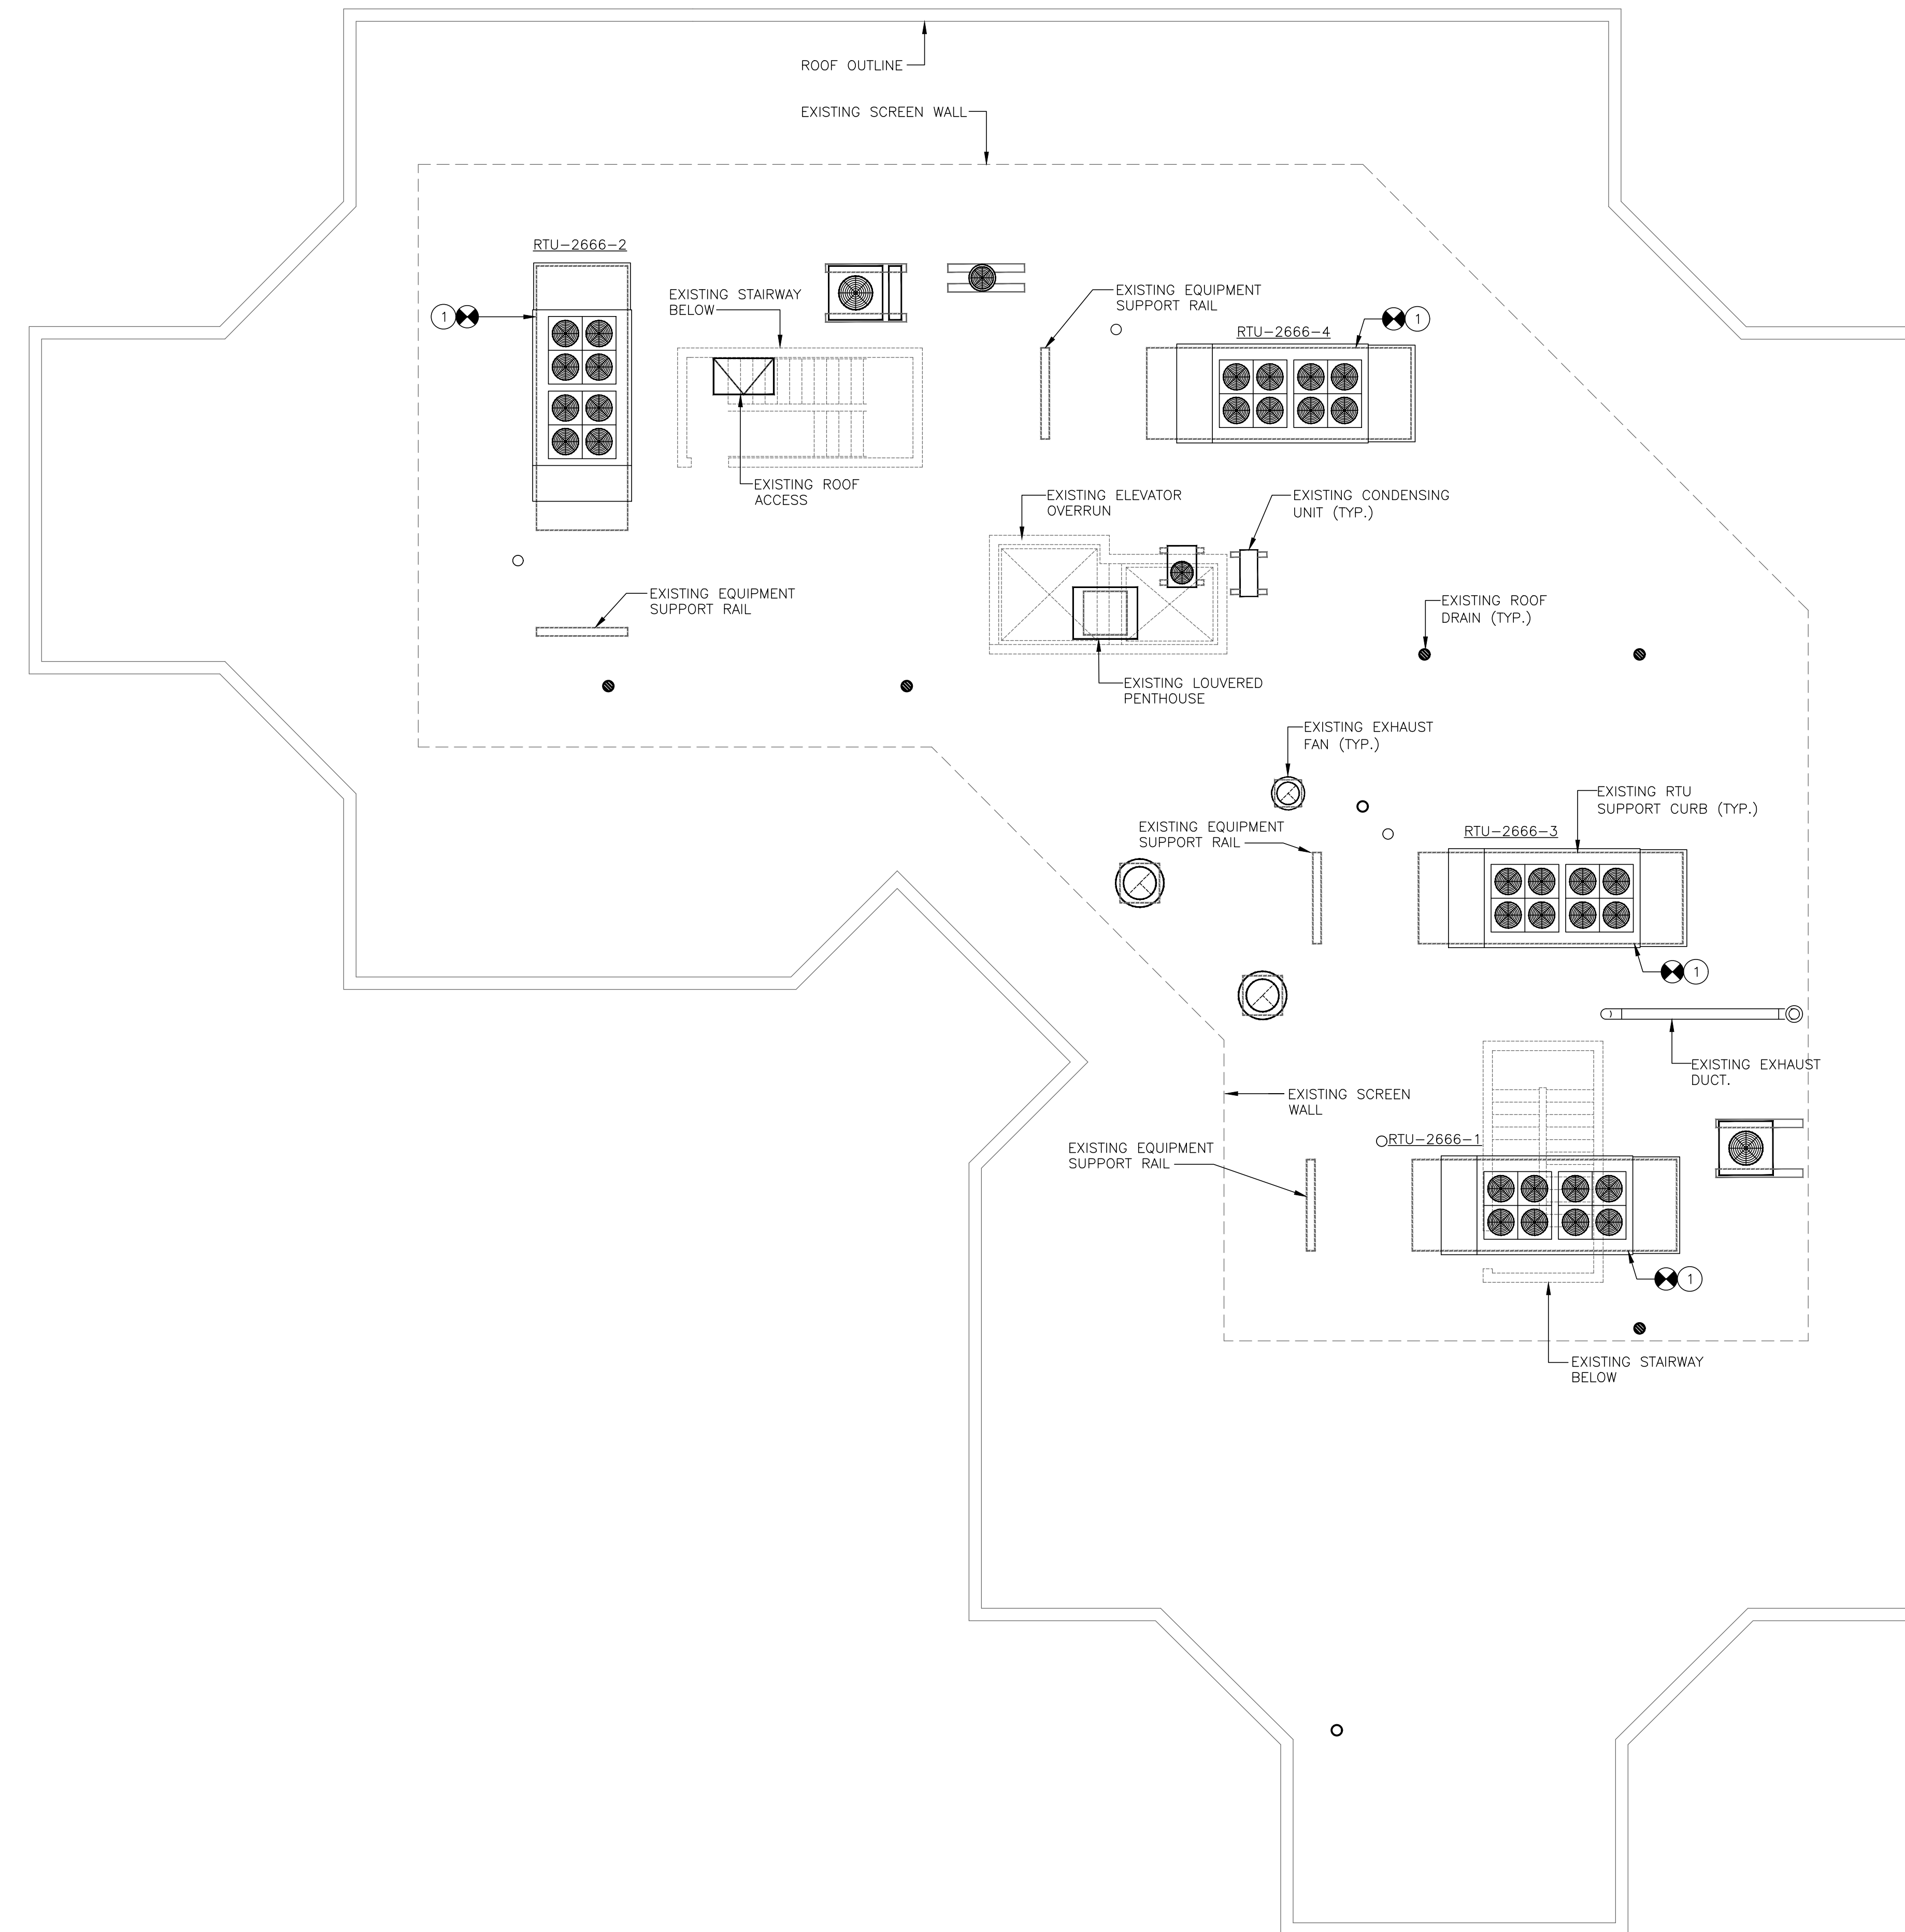 ROOF OUTLINE
EXISTING SCREEN WALL
RTU-2666-2
1
EXISTING STAIRWAY
BELOW
EXISTING EQUIPMENT
SUPPORT RAIL
RTU-2666-4
1
EXISTING ROOF
ACCESS
EXISTING ELEVATOR
OVERRUN
EXISTING CONDENSING
UNIT (TYP.)
EXISTING EQUIPMENT
SUPPORT RAIL
EXISTING ROOF
DRAIN (TYP.)
EXISTING LOUVERED
PENTHOUSE
EXISTING EXHAUST
FAN (TYP.)
EXISTING RTU
SUPPORT CURB (TYP.)
EXISTING EQUIPMENT
SUPPORT RAIL
RTU-2666-3
1
EXISTING EXHAUST
DUCT.
EXISTING SCREEN
WALL
RTU-2666-1
EXISTING EQUIPMENT
SUPPORT RAIL
1
EXISTING STAIRWAY
BELOW